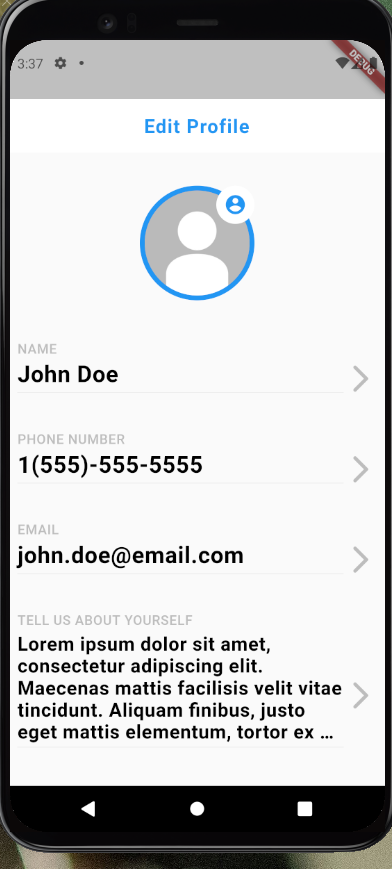 3:37
DEBUG
Edit Profile
NAME
John Doe
PHONE NUMBER
1(555)-555-5555
EMAIL
john.doe@email.com
TELL US ABOUT YOURSELF
Lorem ipsum dolor sit amet,
consectetur adipiscing elit.
Maecenas mattis facilisis velit vitae
tincidunt. Aliquam finibus, justo
eget mattis elementum, tortor ex ...